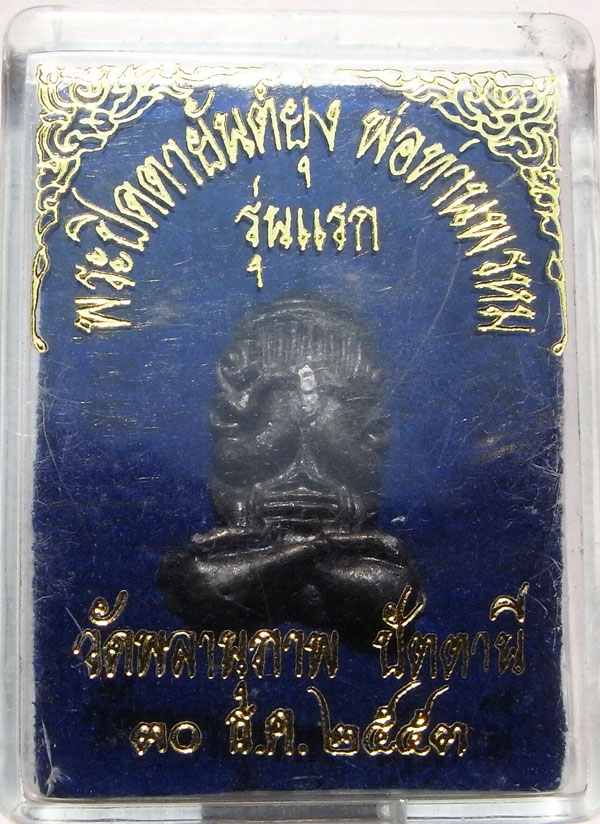 พระปิดตายันต์ยุ่ง พ่อท่านพรหม
รุ่นแรก
วัดพลานุภาพ ปัตตานี
๓๐ ธ.ค. ๒๕๕๓